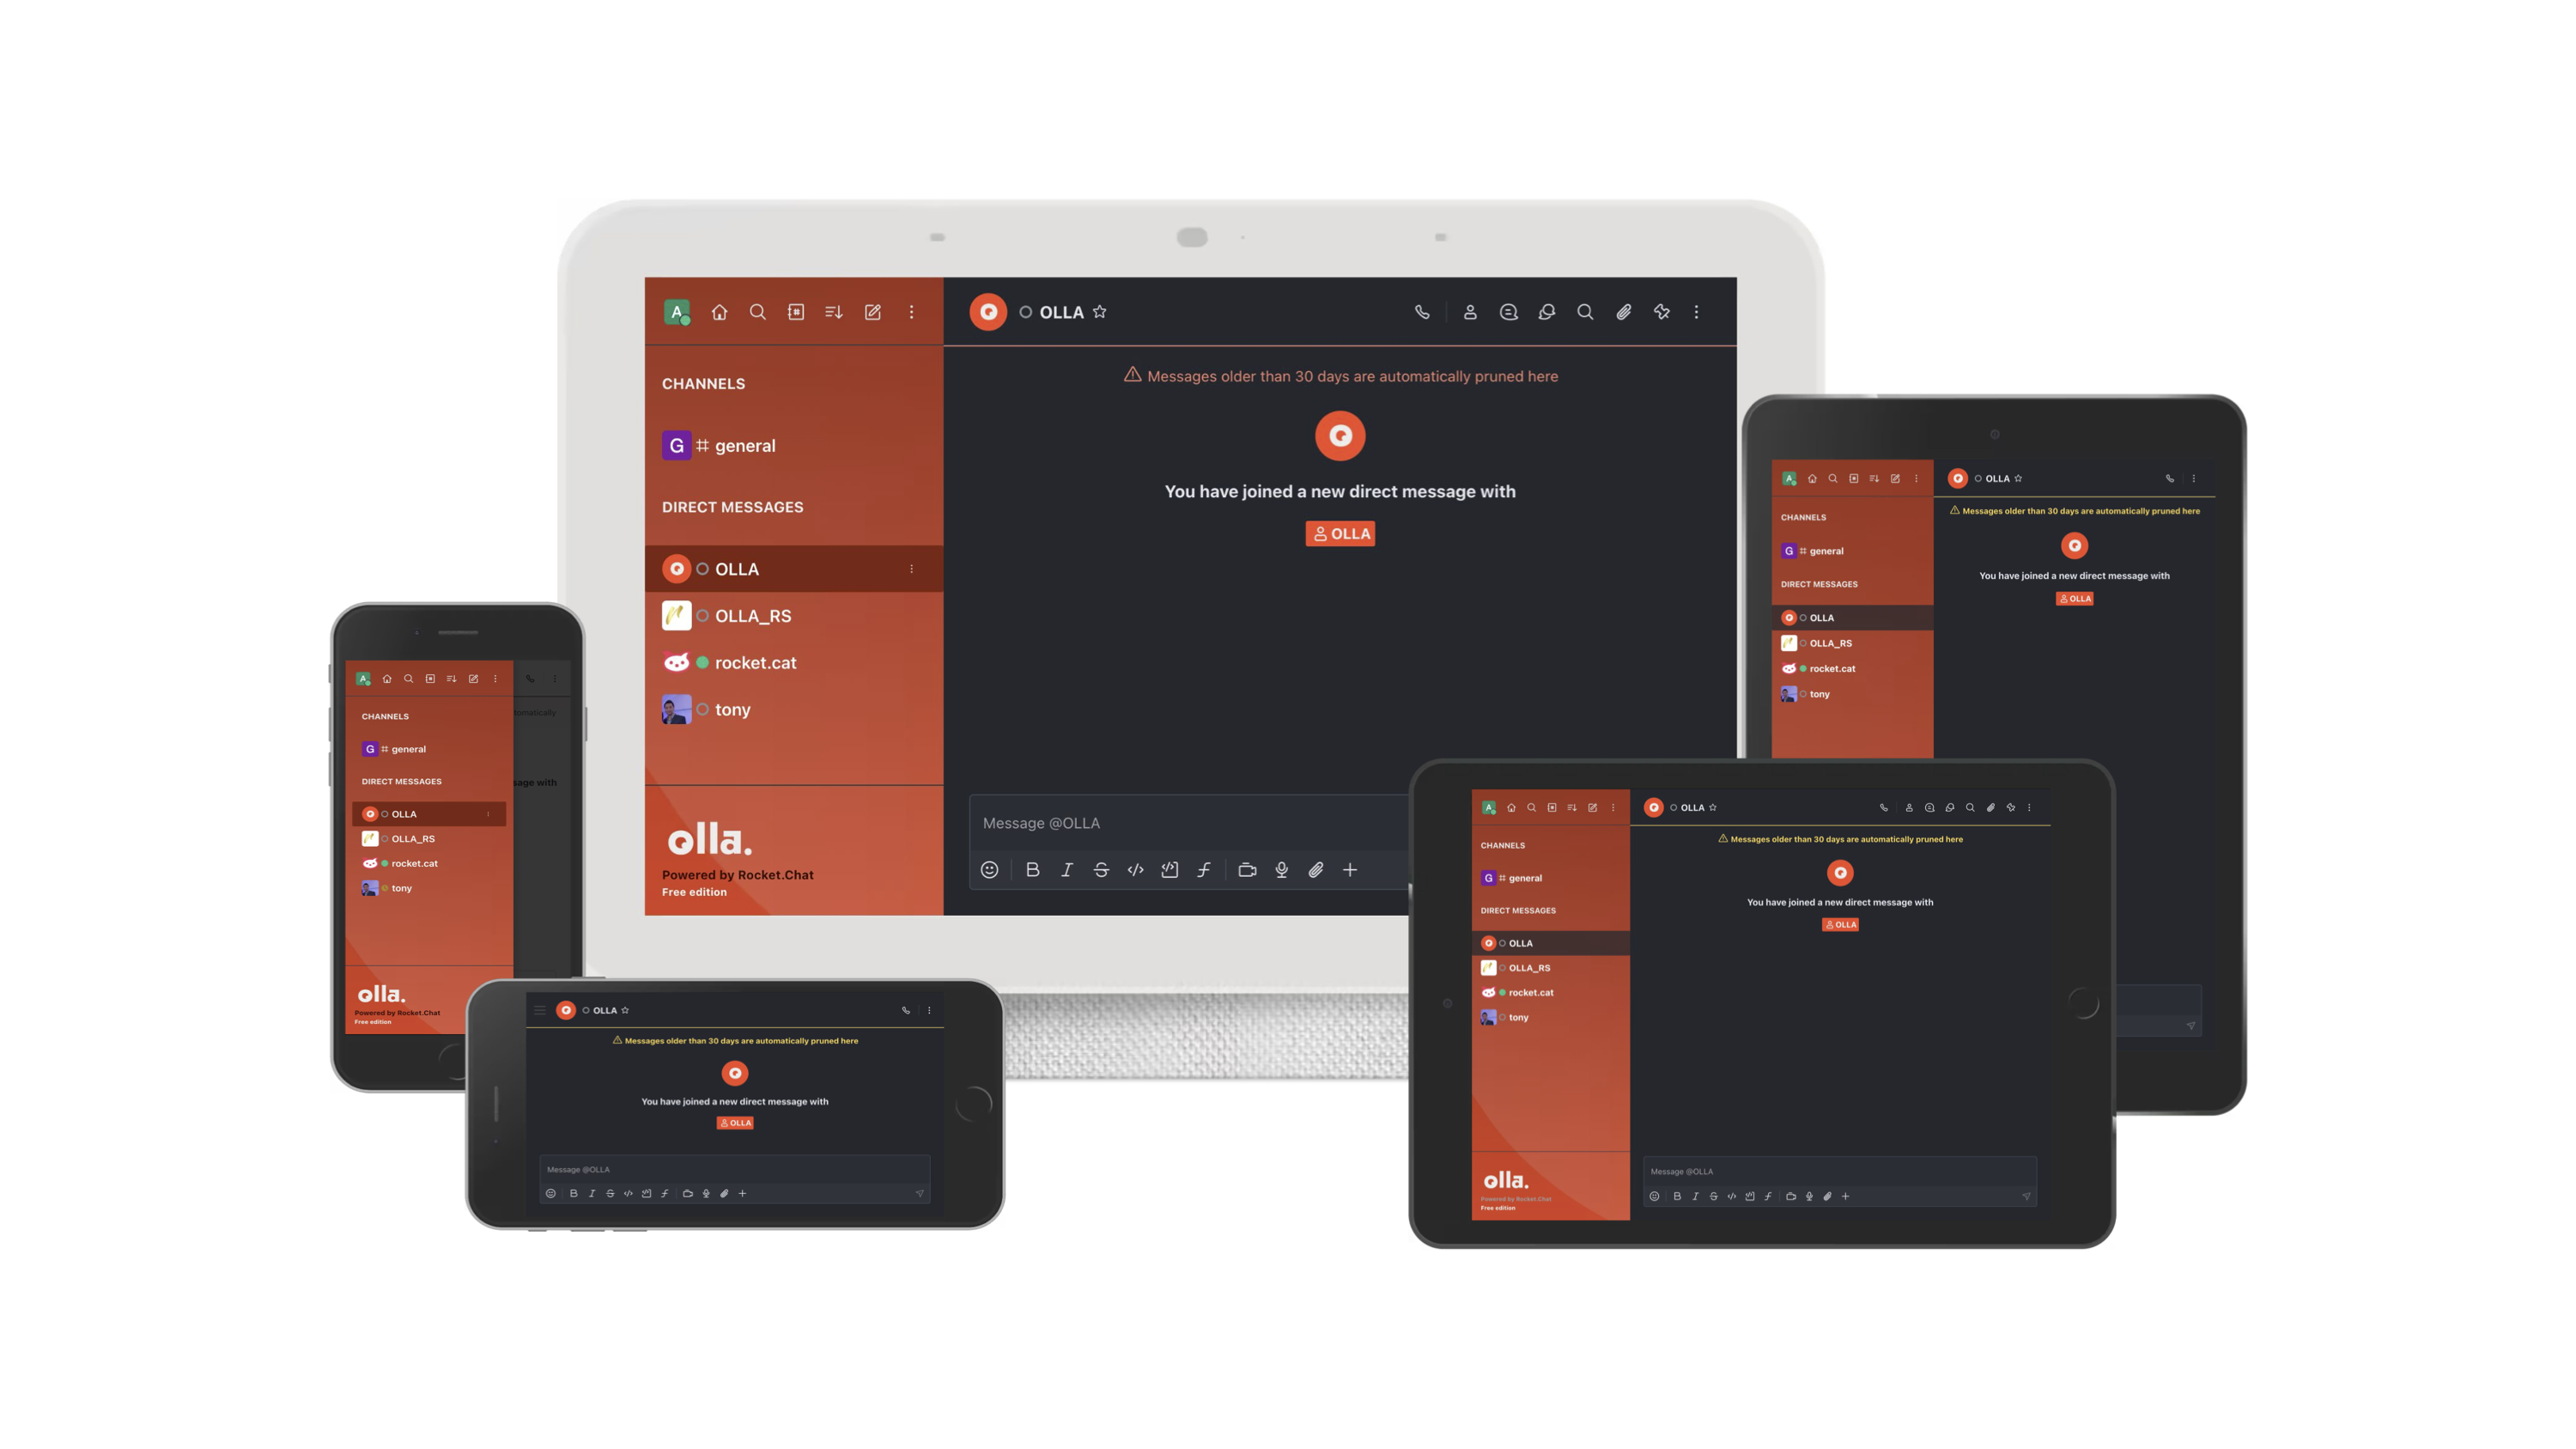 A
OLLA
Messages older than 30 days are automatically pruned here
CHANNELS
G # general
You have joined a new direct message with
OLLA
DIRECT MESSAGES
OLLA
OLLA_RS
rocket.cat
tony
Message @OLLA
olla.
Powered by Rocket.Chat
Free edition
A
OLLA
Messages older than 30 days are automatically pruned here
CHANNELS
G # general
DIRECT MESSAGES
You have joined a new direct message with
OLLA
OLLA
OLLA_RS
rocket.cat
tony
A
CHANNELS
tomatically
G # general
DIRECT MESSAGES
sage with
OLLA
OLLA_RS
rocket.cat
tony
olla.
Powered by Rocket.Chat
Free edition
OLLA
Messages older than 30 days are automatically pruned here
You have joined a new direct message with
OLLA
Message @OLLA
A
OLLA
Messages older than 30 days are automatically pruned here
CHANNELS
G # general
You have joined a new direct message with
DIRECT MESSAGES
OLLA
OLLA
OLLA_RS
rocket.cat
tony
Message @OLLA
olla.
Powered by Rocket.Chat
Free edition